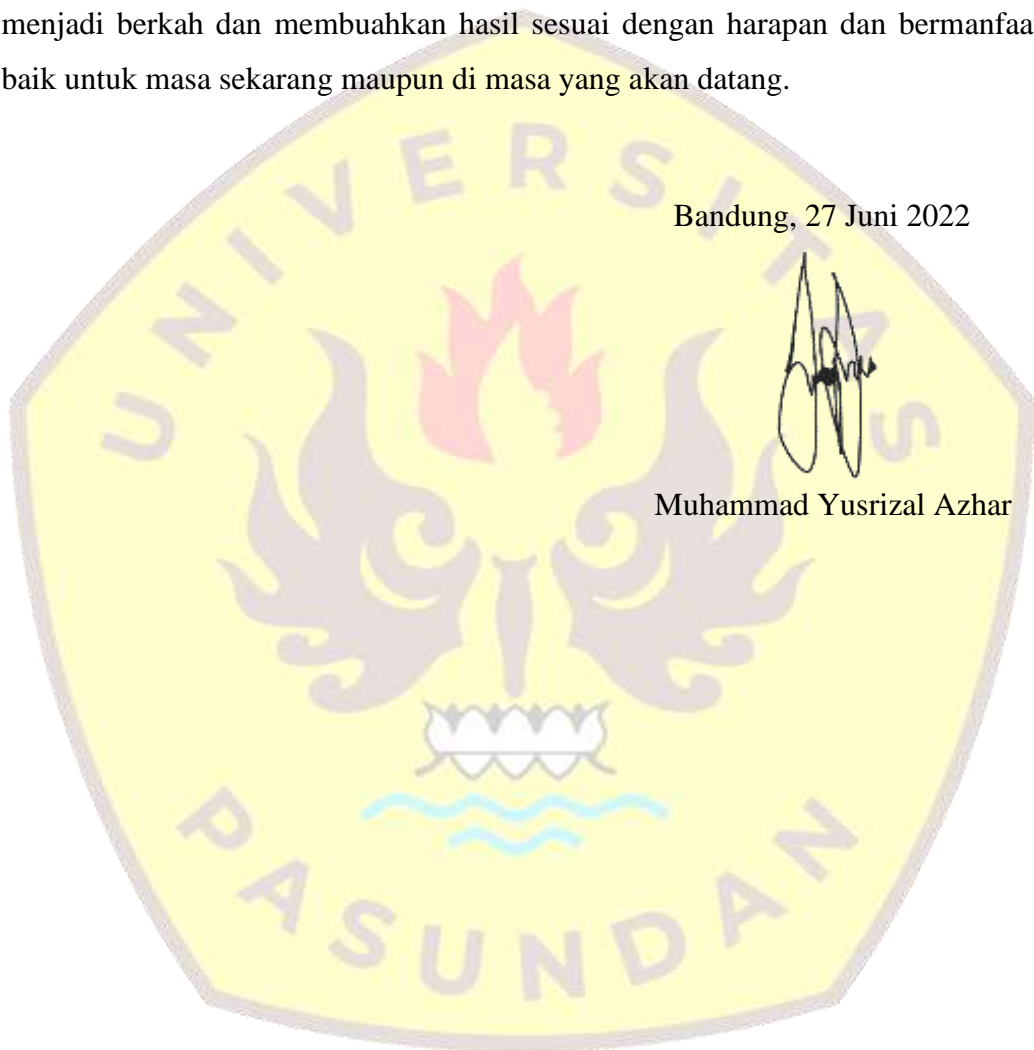 menjadi berkah dan membuahkan hasil sesuai dengan harapan dan bermanfaa
baik untuk masa sekarang maupun di masa yang akan datang.
UNIVERSITAS
Bandung, 27 Juni 2022
Muhammad Yusrizal Azhar
PASUNDAN